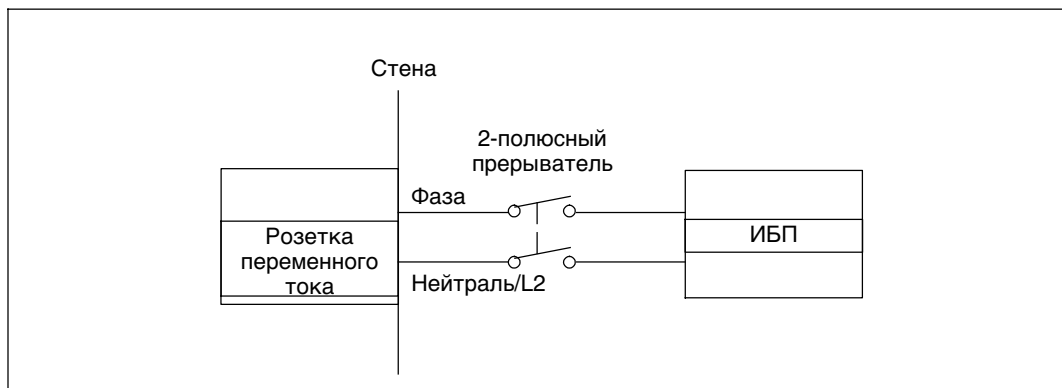 Стена
2-полюсный
прерыватель
Фаза
Розетка
переменного
тока
ИБП
Нейтраль/L2